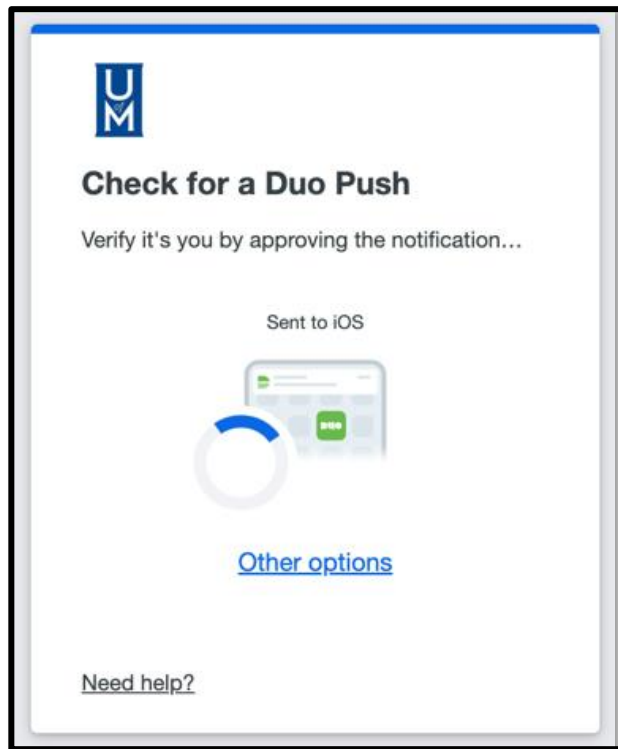 U
of
M
Check for a Duo Push
Verify it's you by approving the notification...
Sent to iOS
DUO
Other options
Need help?